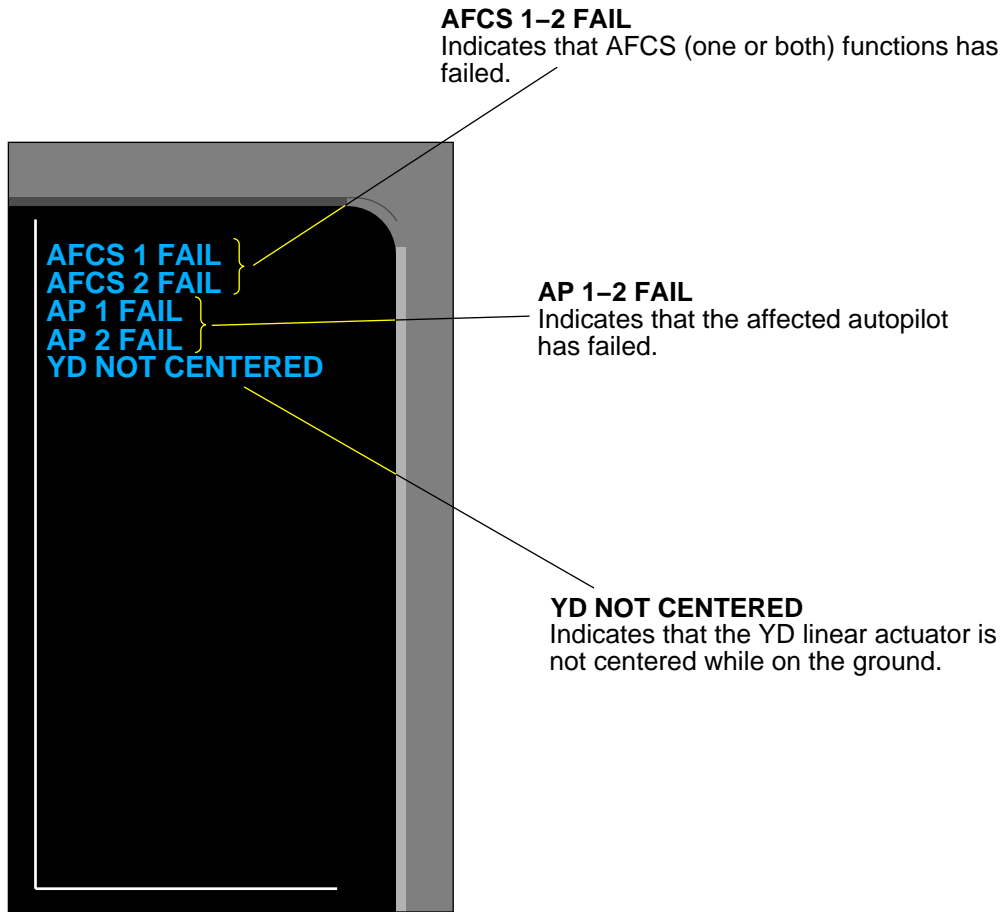 AFCS 1–2 FAIL
Indicates that AFCS (one or both) functions has
failed.
AFCS 1 FAIL
AFCS 2 FAIL
AP 1 FAIL
AP 2 FAIL
YD NOT CENTERED
AP 1–2 FAIL
Indicates that the affected autopilot
has failed.
YD NOT CENTERED
Indicates that the YD linear actuator is
not centered while on the ground.